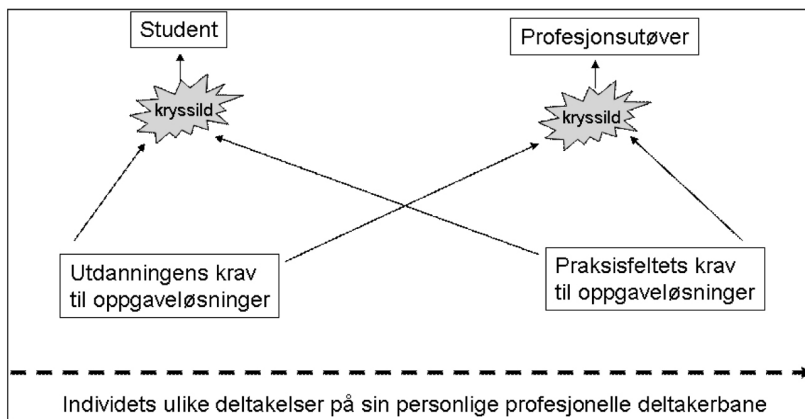 Student
Profesjonsutøver
kryssild
kryssild
Utdanningens krav
til oppgaveløsninger
Praksisfeltets krav
til oppgaveløsninger
Individets ulike deltakelser på sin personlige profesjonelle deltakerbane